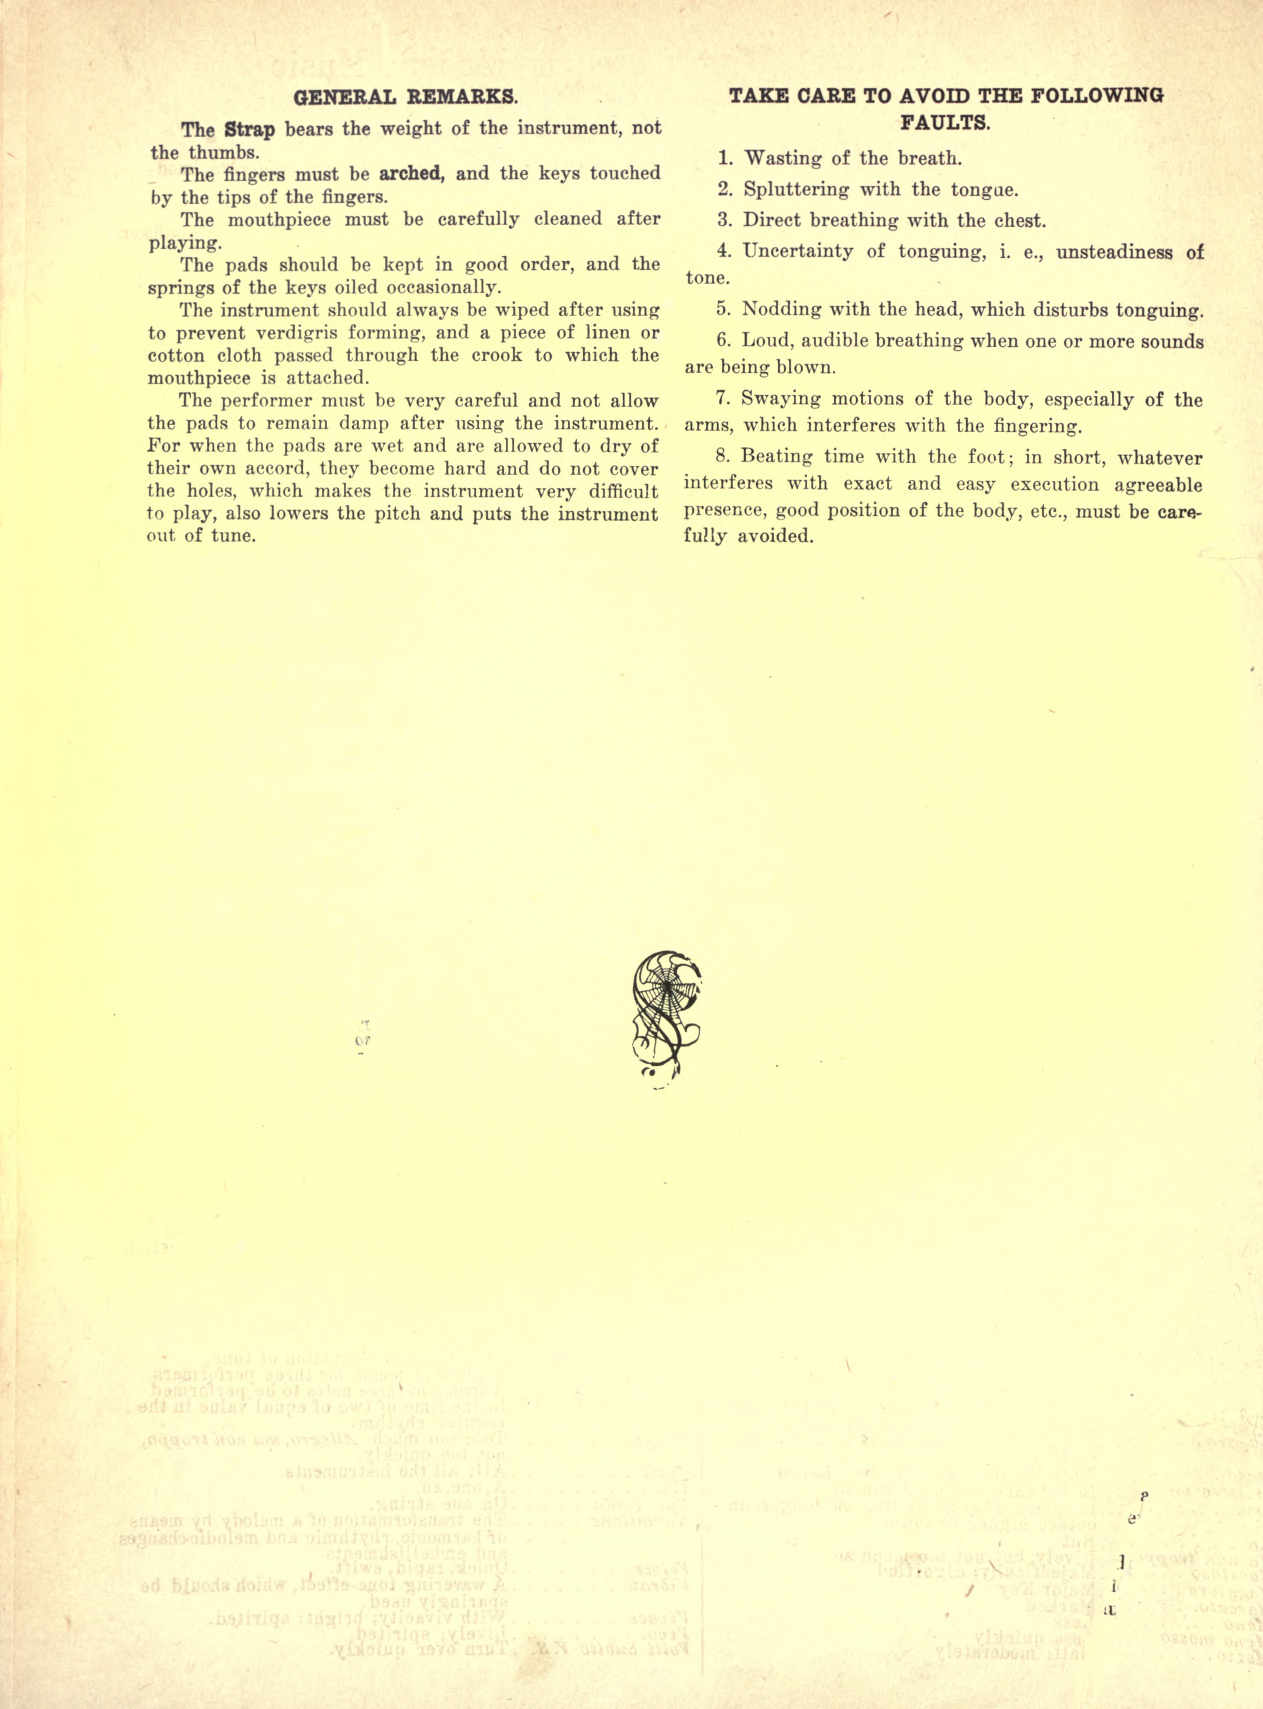 GENERAL REMARKS.
The Strap bears the weight of the instrument, not
the thumbs.
The fingers must be arched, and the keys touched
by the tips of the fingers.
The mouthpiece must be carefully cleaned after
playing.
The pads should be kept in good order, and the
springs of the keys oiled occasionally.
The instrument should always be wiped after using
to prevent verdigris forming, and a piece of linen or
cotton cloth passed through the crook to which the
mouthpiece is attached.
The performer must be very careful and not allow
the pads to remain damp after using the instrument.
For when the pads are wet and are allowed to dry of
their own accord, they become hard and do not cover
the holes, which makes the instrument very difficult
to play, also lowers the pitch and puts the instrument
out of tune.
TAKE CARE TO AVOID THE FOLLOWING
FAULTS.
1. Wasting of the breath.
2. Spluttering with the tongue.
3. Direct breathing with the chest.
4. Uncertainty of tonguing, i. e., unsteadiness of
tone.
5. Nodding with the head, which disturbs tonguing.
6. Loud, audible breathing when one or more sounds
are being blown.
7. Swaying motions of the body, especially of the
arms, which interferes with the fingering.
8. Beating time with the foot; in short, whatever
interferes with exact and easy execution agreeable
presence, good position of the body, etc., must be care-
fully avoided.